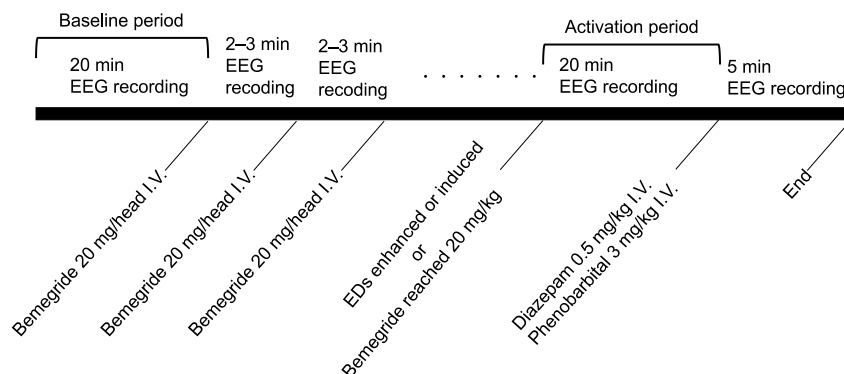 Baseline period
20 min
EEG recording
2–3 min
EEG
recoding
2–3 min
EEG
recoding
. . . . . . .
Activation period
20 min
EEG recording
5 min
EEG recording
Bemegride 20 mg/head I.V.
Bemegride 20 mg/head I.V.
Bemegride 20 mg/head I.V.
EDs enhanced or induced
or
Bemegride reached 20 mg/kg
Diazepam 0.5 mg/kg I.V.
Phenobarbital 3 mg/kg I.V.
End